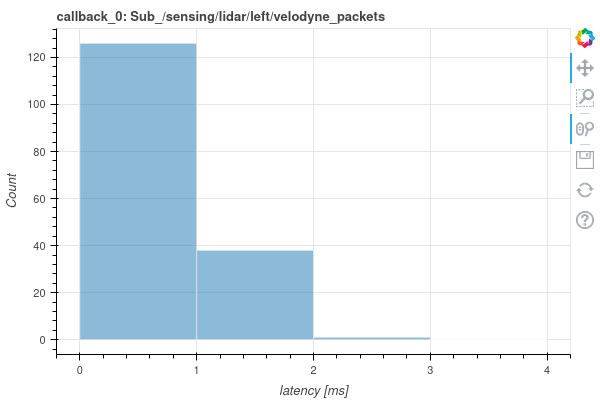 callback_0: Sub_/sensing/lidar/left/velodyne_packets
120
100
80
60
40
20
0
Count
0 1 2 3 4
latency [ms]